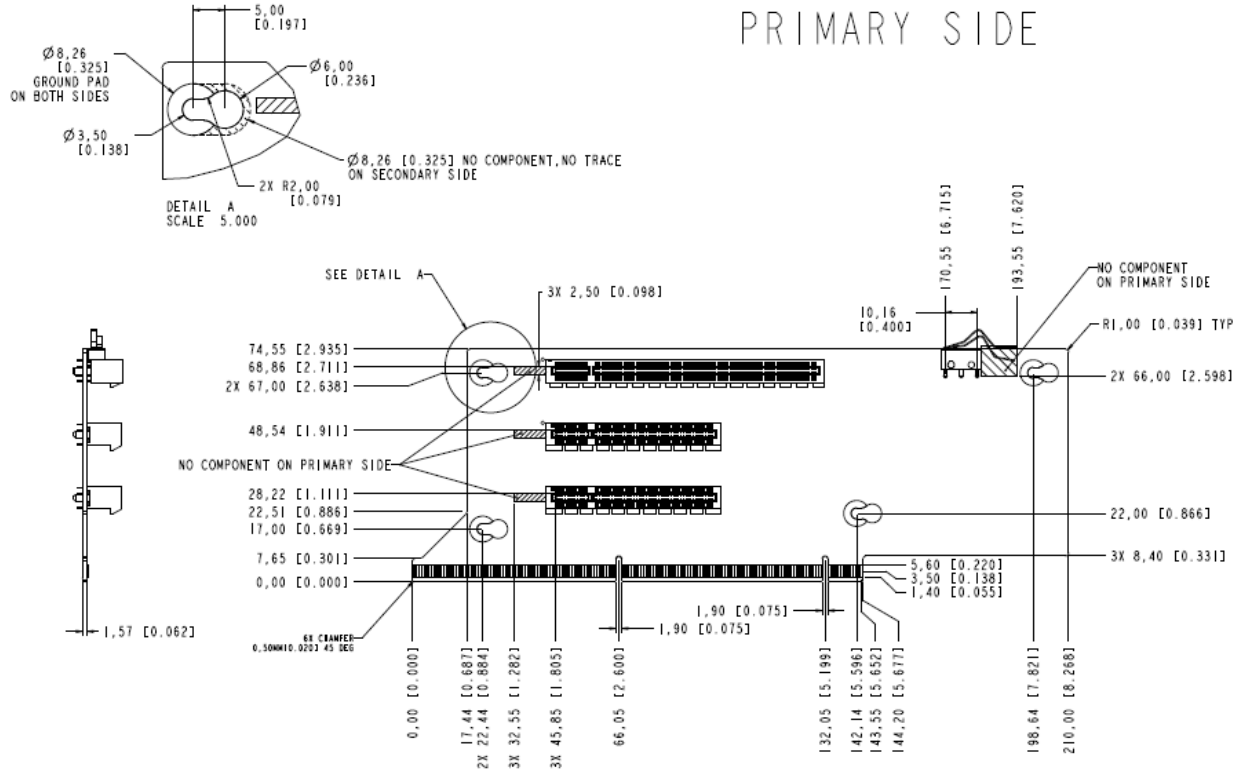 PRIMARY SIDE
5,00
[0.197]
Ø8,26
[0.325]
GROUND PAD
ON BOTH SIDES
Ø6,00
[0.236]
Ø3,50
[0.138]
Ø8,26 [0.325] NO COMPONENT,NO TRACE
ON SECONDARY SIDE
2X R2,00
[0.079]
DETAIL A
SCALE 5.000
SEE DETAIL A
3X 2,50 [0.098]
170,55 [6.715]
193,55 [7.620]
NO COMPONENT
ON PRIMARY SIDE
10,16
[0.400]
R1,00 [0.039] TYP
74,55 [2.935]
68,86 [2.711]
2X 67,00 [2.638]
2X 66,00 [2.598]
48,54 [1.911]
NO COMPONENT ON PRIMARY SIDE
28,22 [1.111]
22,51 [0.886]
17,00 [0.669]
22,00 [0.866]
7,65 [0.301]
0,00 [0.000]
3X 8,40 [0.331]
5,60 [0.220]
3,50 [0.138]
1,40 [0.055]
1,90 [0.075]
1,90 [0.075]
1,57 [0.062]
6X CHAMFER
0,50MM[0.020] 45 DEG
0,00 [0.000]
17,44 [0.687]
2X 22,44 [0.884]
3X 32,55 [1.282]
3X 45,85 [1.805]
66,05 [2.600]
132,05 [5.199]
142,14 [5.596]
143,55 [5.652]
144,20 [5.677]
198,64 [7.821]
210,00 [8.268]